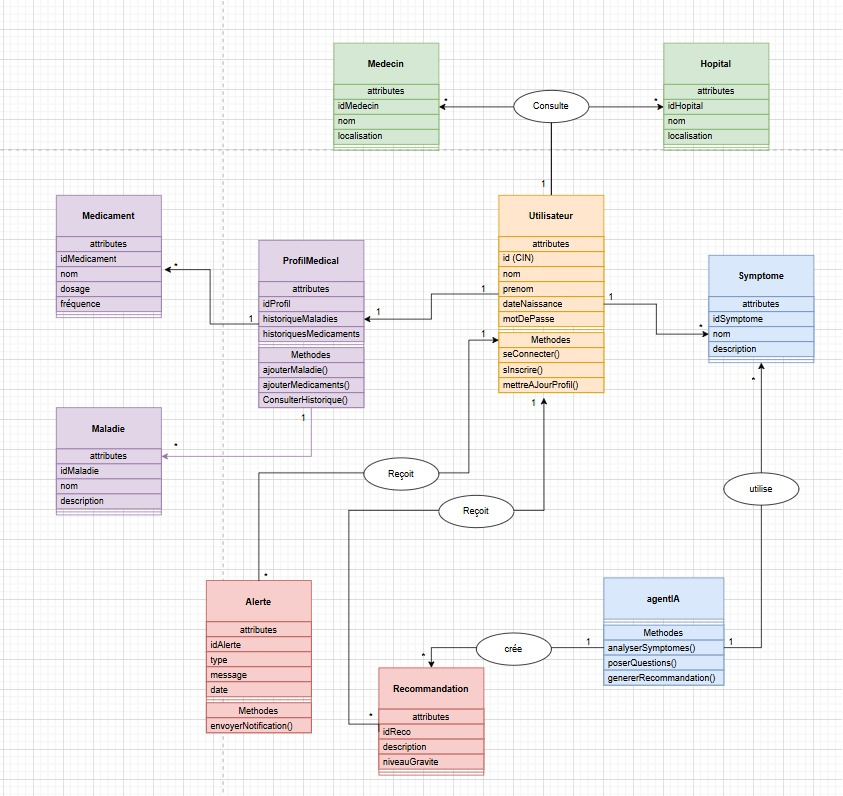 Medecin
attributes
idMedecin
nom
localisation
Hopital
attributes
idHopital
nom
localisation
Consulte
*
*
1
Medicament
attributes
idMedicament
nom
dosage
fréquence
*
1
ProfilMedical
attributes
idProfil
historiqueMaladies
historiquesMedicaments
Methodes
ajouterMaladie()
ajouterMedicaments()
ConsulterHistorique()
1
1
1
Utilisateur
attributes
id (CIN)
nom
prenom
dateNaissance
motDePasse
Methodes
seConnecter()
sInscrire()
mettreAJourProfil()
1
1
1
*
Symptome
attributes
idSymptome
nom
description
*
Maladie
attributes
idMaladie
nom
description
*
Reçoit
Reçoit
utilise
*
Alerte
attributes
idAlerte
type
message
date
Methodes
envoyerNotification()
agentIA
Methodes
analyserSymptomes()
poserQuestions()
genererRecommandation()
1
1
crée
*
*
Recommandation
attributes
idReco
description
niveauGravite